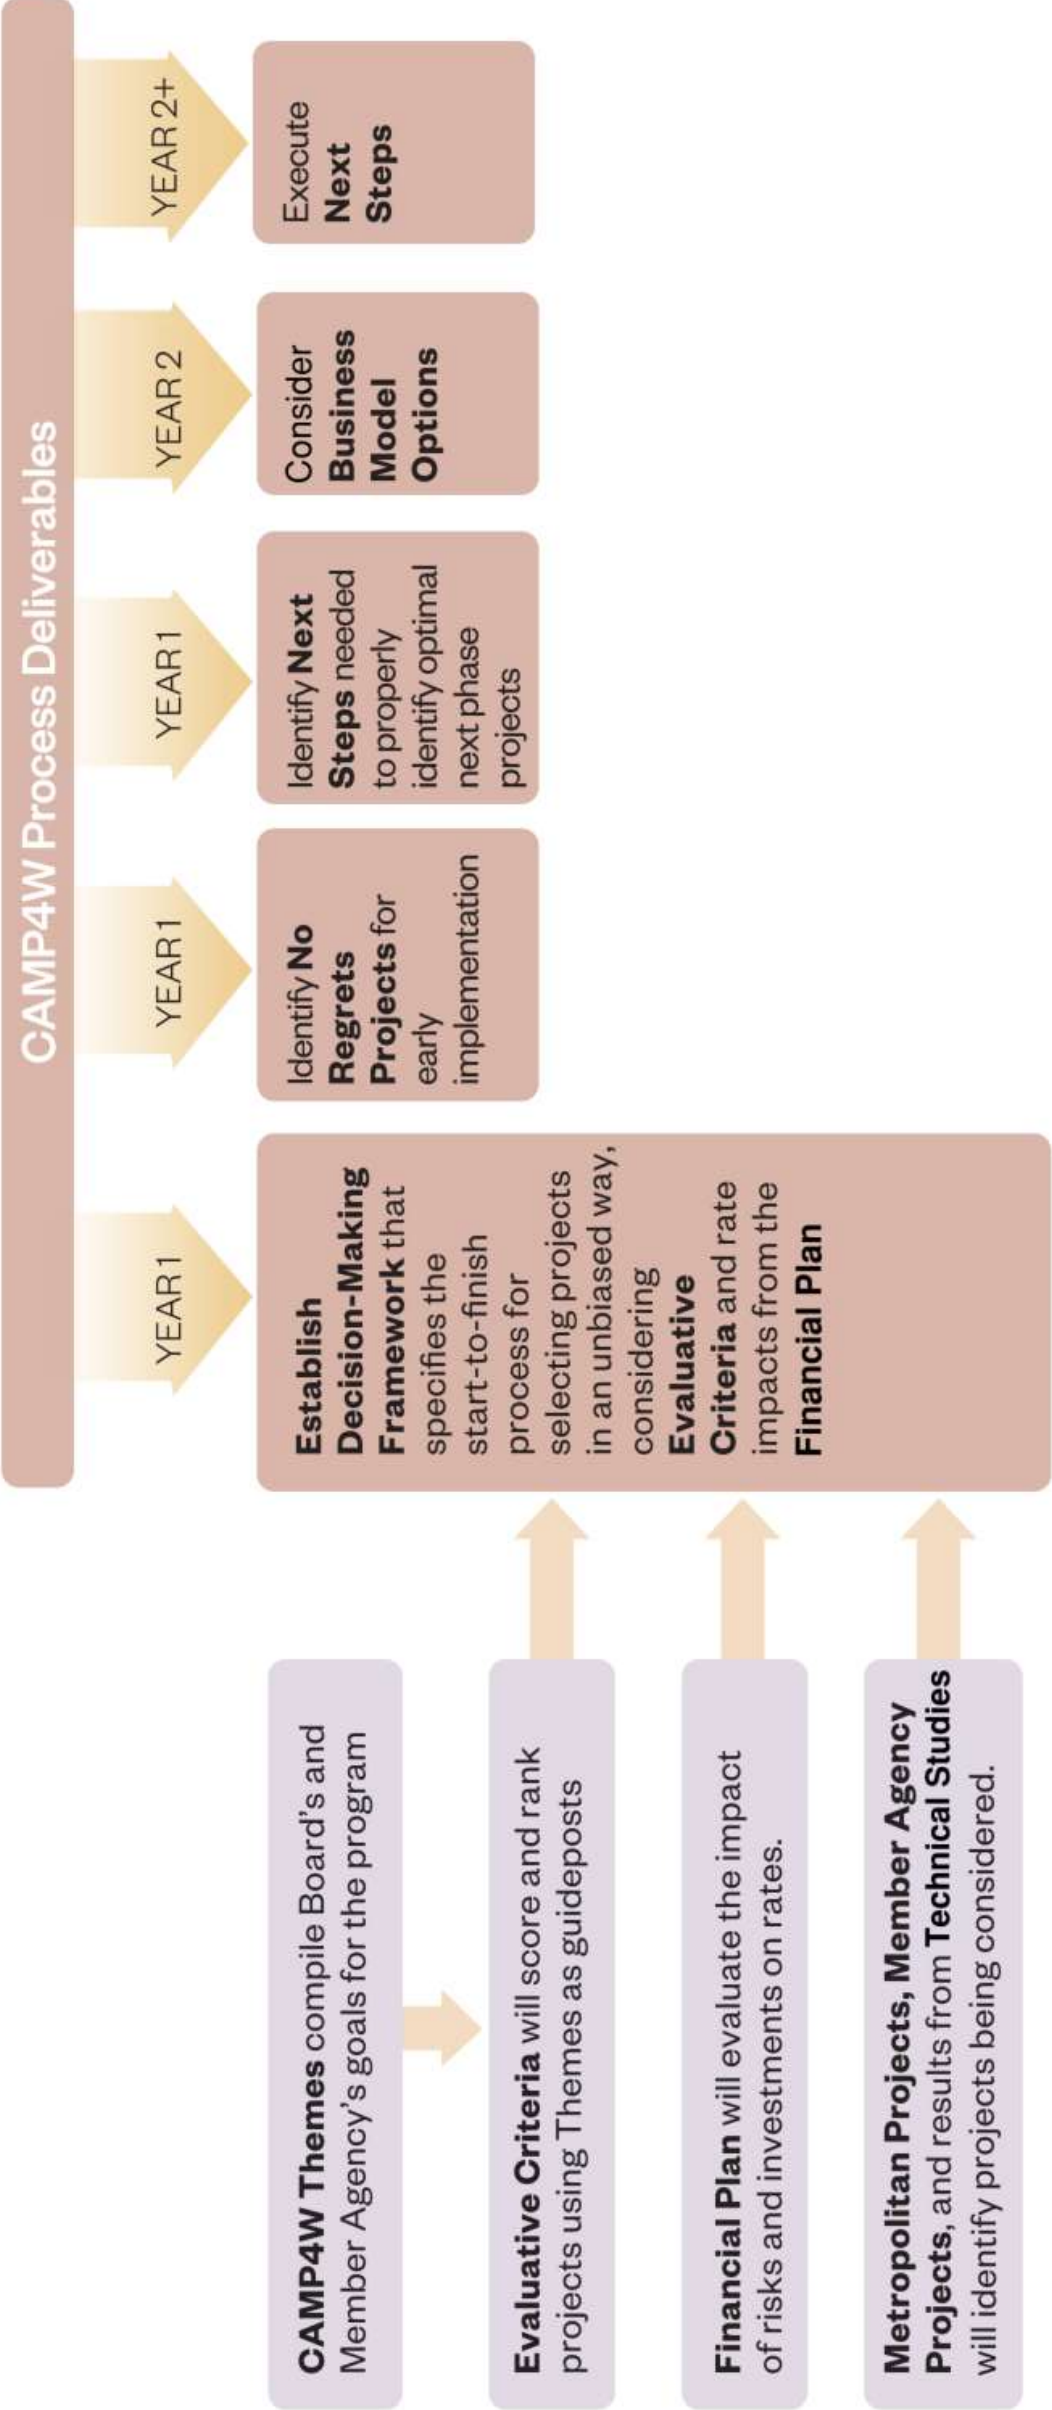 CAMP4W Process Deliverables
CAMP4W Themes compile Board's and
Member Agency's goals for the program
Evaluative Criteria will score and rank
projects using Themes as guideposts
Financial Plan will evaluate the impact
of risks and investments on rates.
Metropolitan Projects, Member Agency
Projects, and results from Technical Studies
will identify projects being considered.
YEAR 1
Establish
Decision-Making
Framework that
specifies the
start-to-finish
process for
selecting projects
in an unbiased way,
considering
Evaluative
Criteria and rate
impacts from the
Financial Plan
YEAR 1
Identify No
Regrets
Projects for
early
implementation
YEAR 1
Identify Next
Steps needed
to properly
identify optimal
next phase
projects
YEAR 2
Consider
Business
Model
Options
YEAR 2+
Execute
Next
Steps